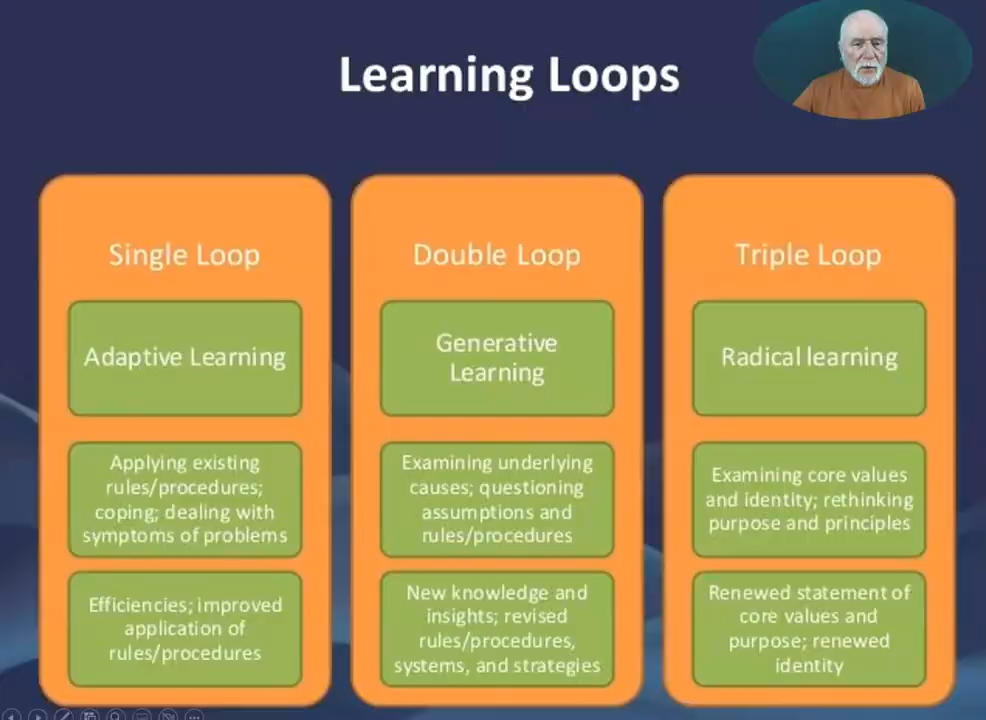 Learning Loops
Single Loop
Adaptive Learning
Applying existing
rules/procedures;
coping; dealing with
symptoms of problems
Efficiencies; improved
application of
rules/procedures
Double Loop
Generative
Learning
Examining underlying
causes; questioning
assumptions and
rules/procedures
New knowledge and
insights; revised
rules/procedures,
systems, and strategies
Triple Loop
Radical learning
Examining core values
and identity; rethinking
purpose and principles
Renewed statement of
core values and
purpose; renewed
identity